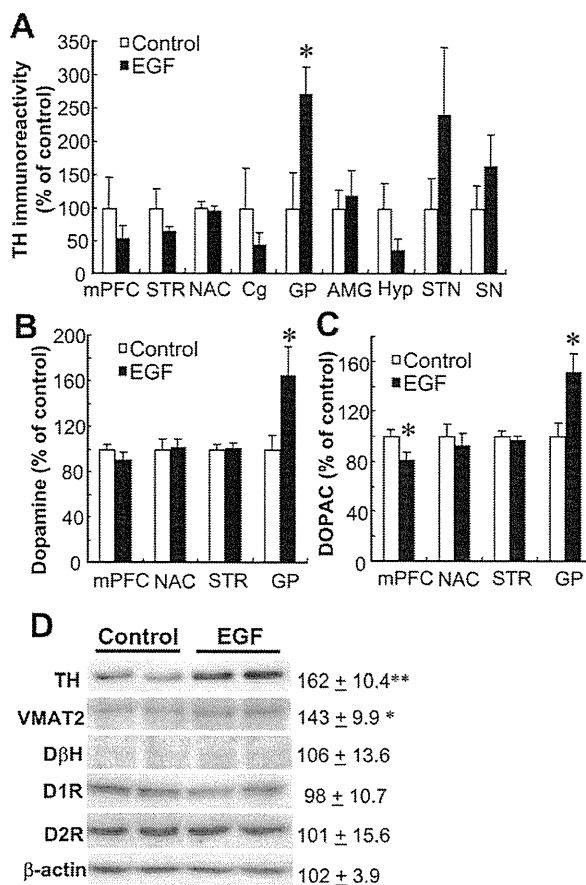 A
TH immunoreactivity
(% of control)
350
300
250
200
150
100
50
0
Control
EGF
*
mPFC STR NAC Cg GP AMG Hyp STN SN
B
Dopamine (% of control)
200
160
120
80
40
0
Control
EGF
*
mPFC NAC STR GP
C
DOPAC (% of control)
160
120
80
40
0
Control
EGF
*
*
mPFC NAC STR GP
D
Control EGF
TH 162 ± 10.4**
VMAT2 143 ± 9.9 *
DβH 106 ± 13.6
D1R 98 ± 10.7
D2R 101 ± 15.6
β-actin 102 ± 3.9